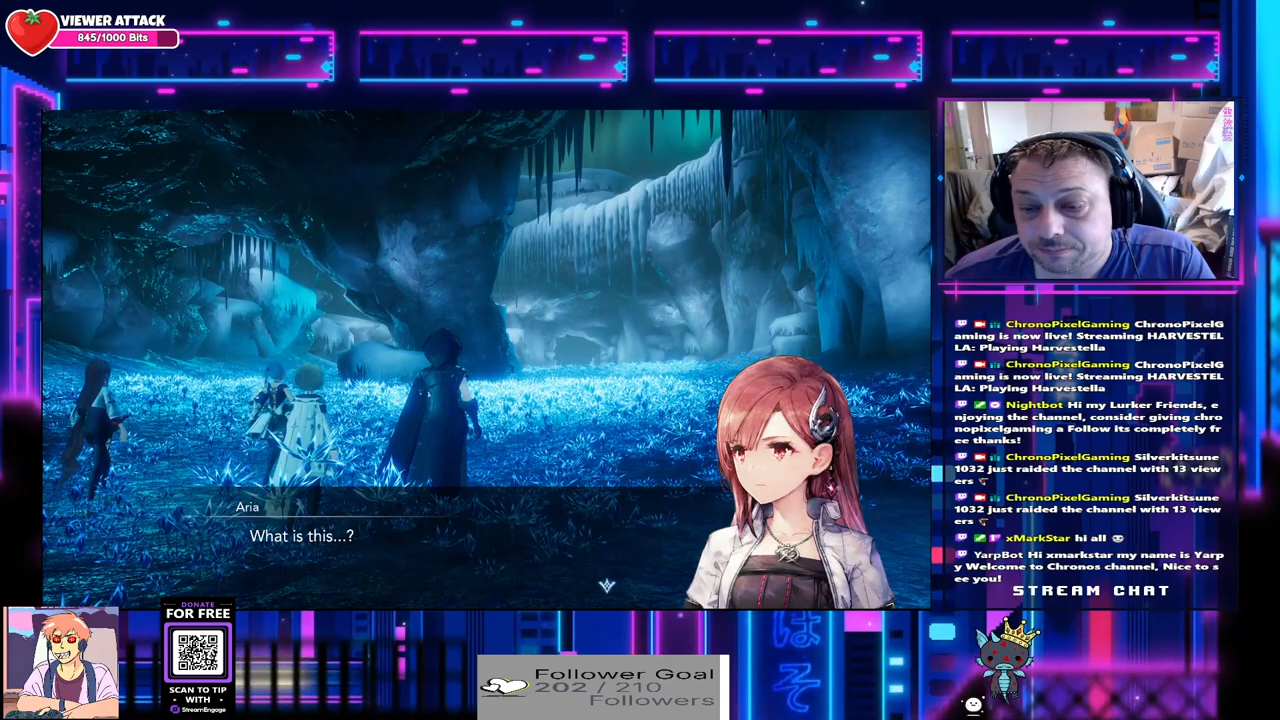 VIEWER ATTACK
845/1000 Bits
Aria
What is this...?
ChronoPixelGaming ChronoPixelG
aming is now live! Streaming HARVESTEL
LA: Playing Harvestella
ChronoPixelGaming ChronoPixelG
aming is now live! Streaming HARVESTEL
LA: Playing Harvestella
Nightbot Hi my Lurker Friends, e
njoying the channel, consider giving chro
nopixelgaming a Follow its completely fr
ee thanks!
ChronoPixelGaming Silverkitsune
1032 just raided the channel with 13 view
ers
ChronoPixelGaming Silverkitsune
1032 just raided the channel with 13 view
ers
xMarkStar hi all
YarpBot Hi xmarkstar my name is Yarp
y Welcome to Chronos channel, Nice to s
ee you!
STREAM CHAT
DONATE
FOR FREE
SCAN TO TIP
- WITH -
StreamEngage
Follower Goal
202 / 210
Followers
はそ